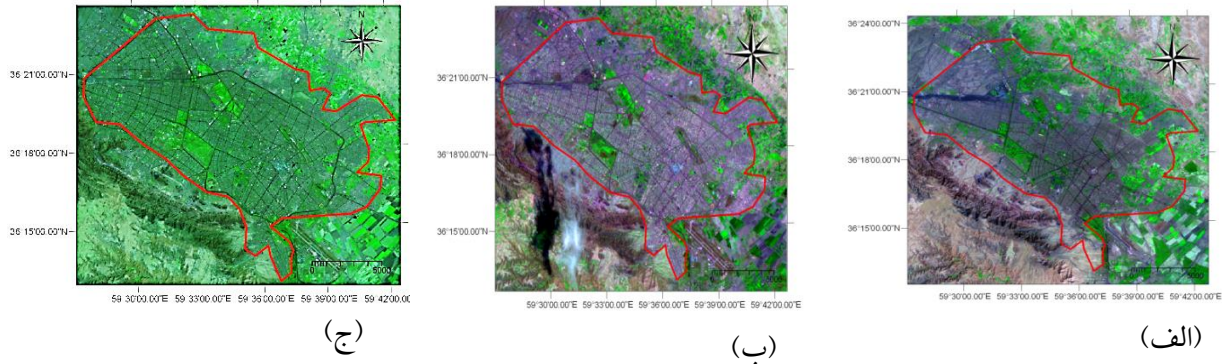 (ج)
36 21'00.00"N
36 18'00.00"N
36 15'00.00"N
59 30'00.00"E 59 33'00.00"E 59 36'00.00"E 59 39'00.00"E 59 42'00.0
N
0 5000
(ب)
36°21'00.00"N
36°18'00.00"N
36°15'00.00"N
59°30'00.00"E 59°33'00.00"E 59°36'00.00"E 59°39'00.00"E 59°42'00.00"E
(الف)
36°24'00.00"N
36°21'00.00"N
36°18'00.00"N
36°15'00.00"N
59°30'00.00"E 59°33'00.00"E 59°36'00.00"E 59°39'00.00"E 59°42'00.00"E